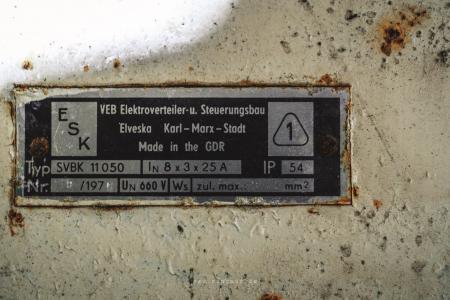 E
S
K
VEB Elektroverteiler-u. Steuerungsbau
Elveska Karl-Marx-Stadt
Made in the GDR
1
Typ SVBK 11050 IN 8 x 3 x 25 A IP 54
Nr. /197 UN 660 V Ws zul. max.: mm²